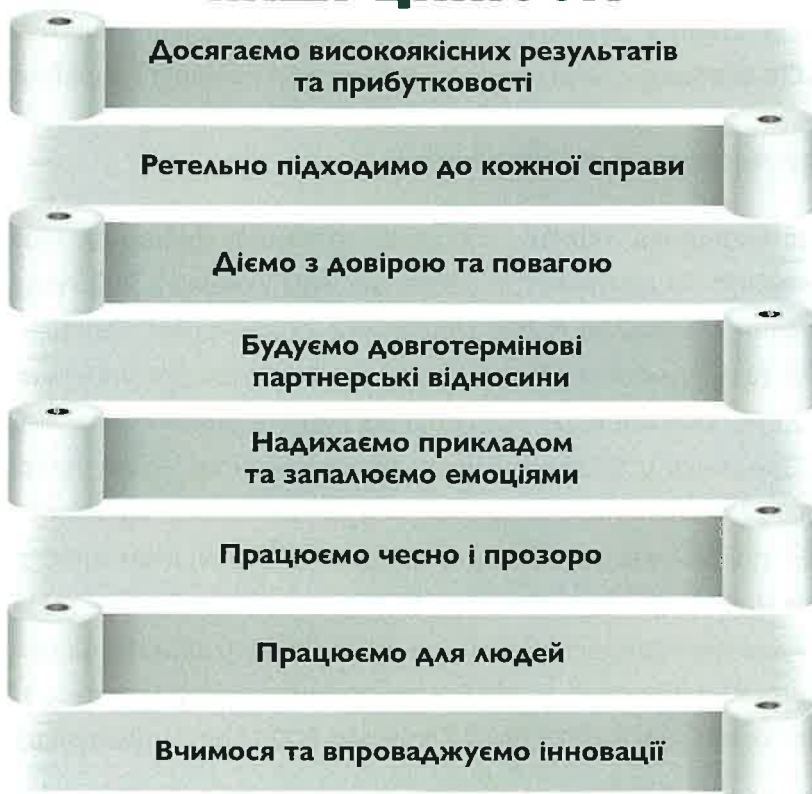 Досягаємо високоякісних результатів
та прибутковості
Ретельно підходимо до кожної справи
Діємо з довірою та повагою
Будуємо довготермінові
партнерські відносини
Надихаємо прикладом
та запалюємо емоціями
Працюємо чесно і прозоро
Працюємо для людей
Вчимося та впроваджуємо інновації